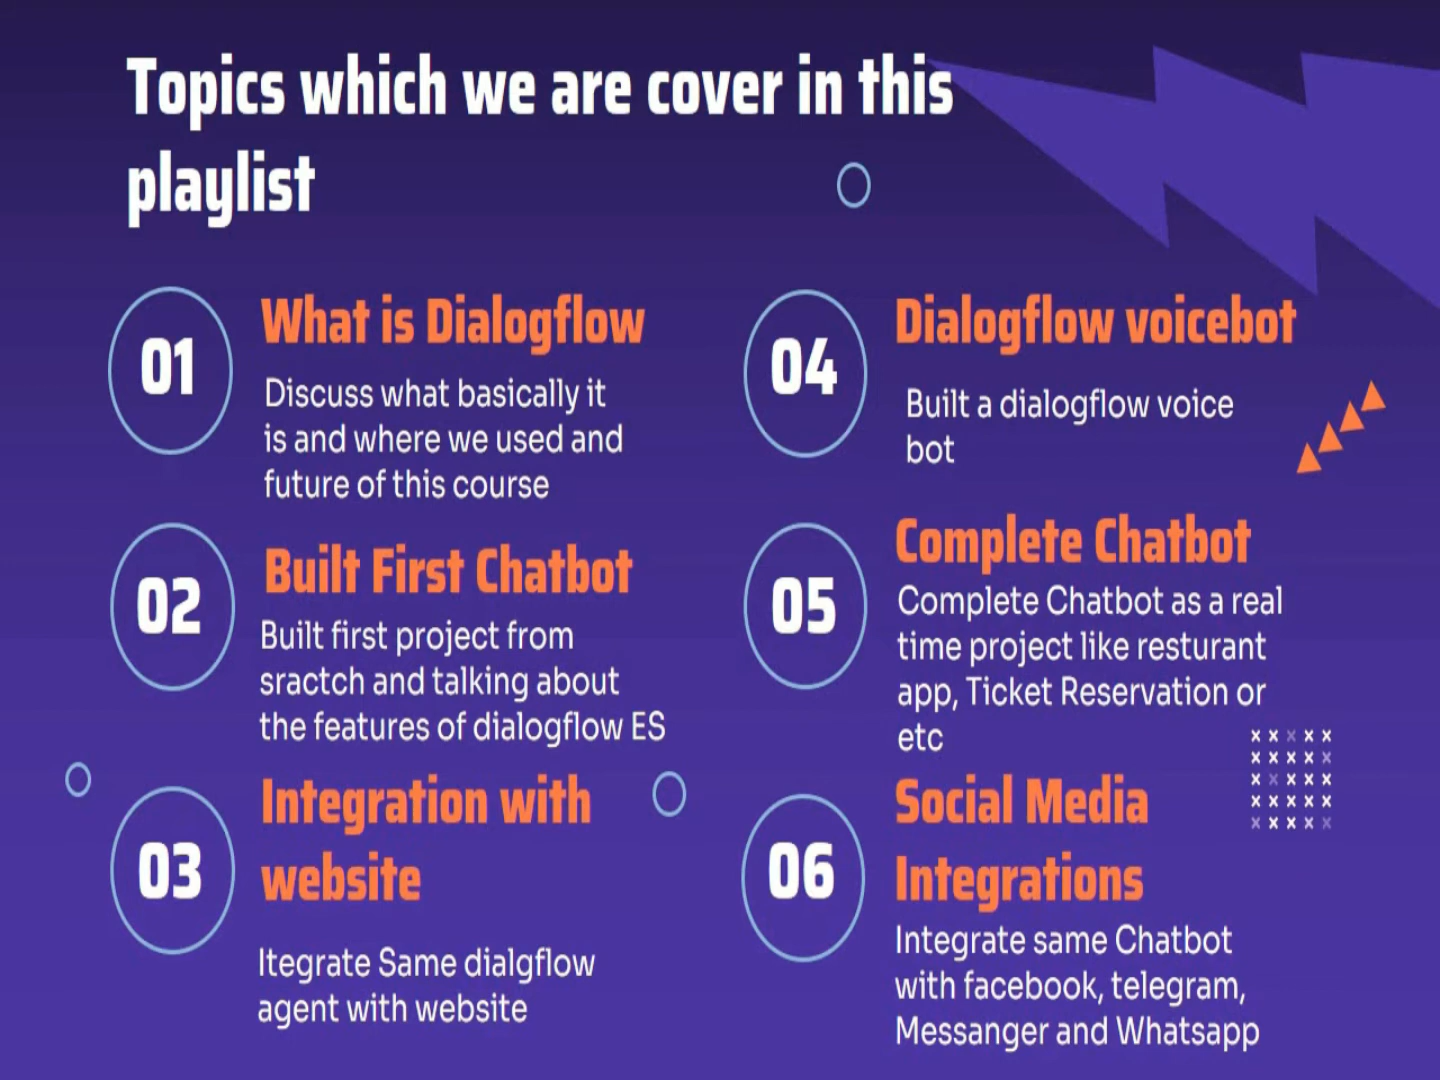 Topics which we are cover in this
playlist
01
What is Dialogflow
Discuss what basically it
is and where we used and
future of this course
02
Built First Chatbot
Built first project from
sractch and talking about
the features of dialogflow ES
03
Integration with
website
Itegrate Same dialgflow
agent with website
04
Dialogflow voicebot
Built a dialogflow voice
bot
05
Complete Chatbot
Complete Chatbot as a real
time project like resturant
app, Ticket Reservation or
etc
06
Social Media
Integrations
Integrate same Chatbot
with facebook, telegram,
Messanger and Whatsapp